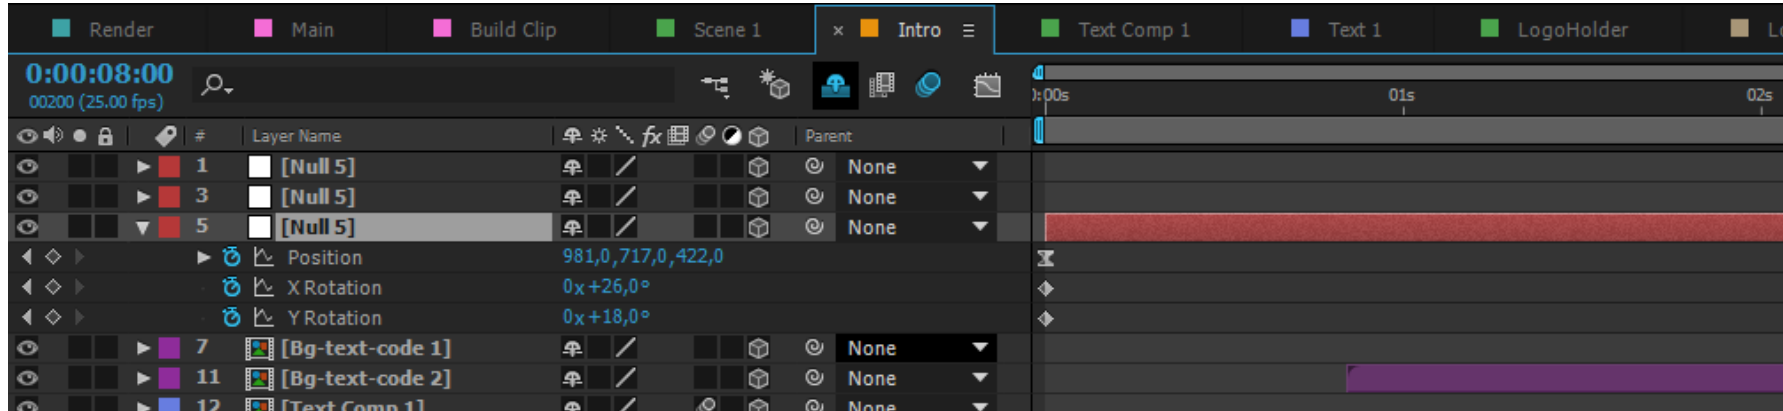 Render Main Build Clip Scene 1 × Intro Text Comp 1 Text 1 LogoHolder
0:00:08:00
00200 (25.00 fps)
):00s 01s 02s
# Layer Name fx Parent
1 [Null 5] None
3 [Null 5] None
5 [Null 5] None
Position 981,0,717,0,422,0
X Rotation 0x+26,0°
Y Rotation 0x+18,0°
7 [Bg-text-code 1] None
11 [Bg-text-code 2] None
12 [Text Comp 1] None